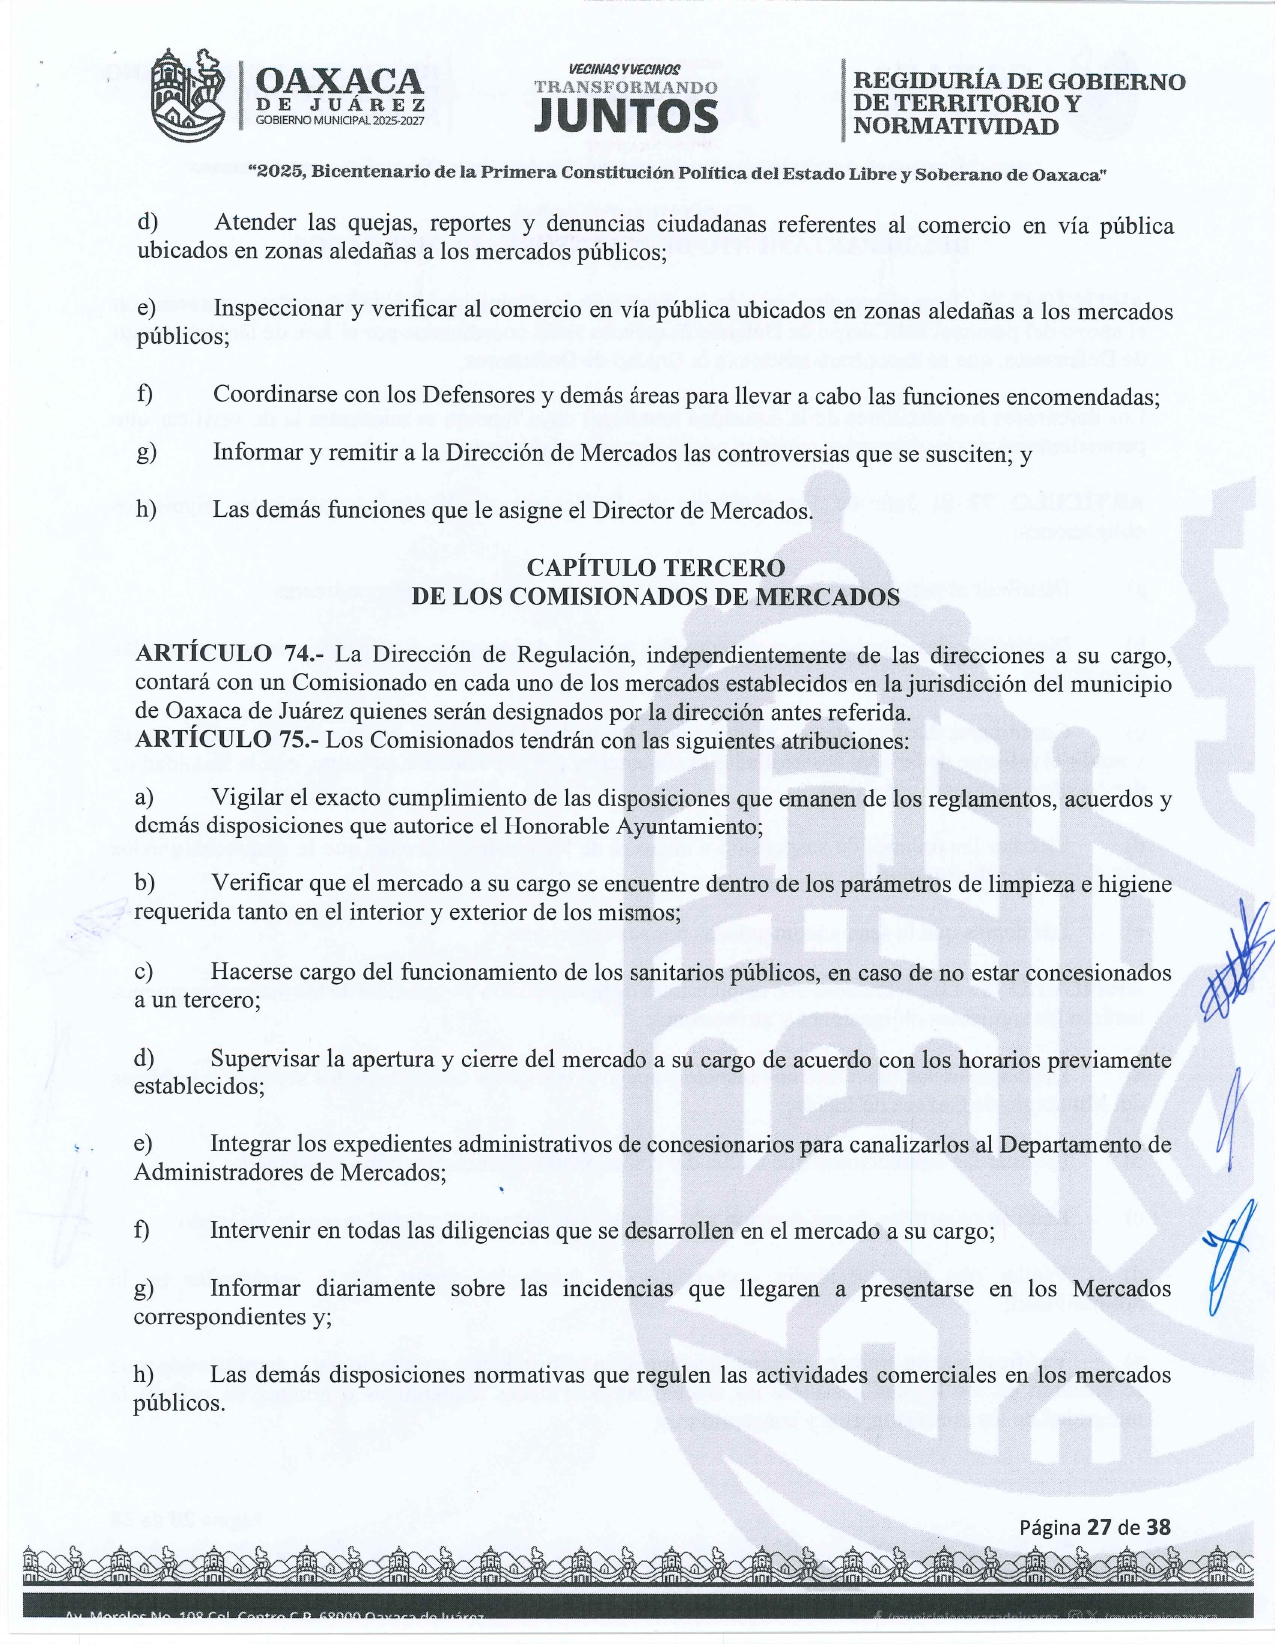 OAXACA
DE JUÁREZ
GOBIERNO MUNICIPAL 2025-2027
VECINAS Y VECINOS
TRANSFORMANDO
JUNTOS
REGIDURÍA DE GOBIERNO
DE TERRITORIO Y
NORMATIVIDAD
"2025, Bicentenario de la Primera Constitución Política del Estado Libre y Soberano de Oaxaca"
d) Atender las quejas, reportes y denuncias ciudadanas referentes al comercio en vía pública
ubicados en zonas aledañas a los mercados públicos;
e) Inspeccionar y verificar al comercio en vía pública ubicados en zonas aledañas a los mercados
públicos;
f) Coordinarse con los Defensores y demás áreas para llevar a cabo las funciones encomendadas;
g) Informar y remitir a la Dirección de Mercados las controversias que se susciten; y
h) Las demás funciones que le asigne el Director de Mercados.
CAPÍTULO TERCERO
DE LOS COMISIONADOS DE MERCADOS
ARTÍCULO 74.- La Dirección de Regulación, independientemente de las direcciones a su cargo,
contará con un Comisionado en cada uno de los mercados establecidos en la jurisdicción del municipio
de Oaxaca de Juárez quienes serán designados por la dirección antes referida.
ARTÍCULO 75.- Los Comisionados tendrán con las siguientes atribuciones:
a) Vigilar el exacto cumplimiento de las disposiciones que emanen de los reglamentos, acuerdos y
demás disposiciones que autorice el Honorable Ayuntamiento;
b) Verificar que el mercado a su cargo se encuentre dentro de los parámetros de limpieza e higiene
requerida tanto en el interior y exterior de los mismos;
c) Hacerse cargo del funcionamiento de los sanitarios públicos, en caso de no estar concesionados
a un tercero;
d) Supervisar la apertura y cierre del mercado a su cargo de acuerdo con los horarios previamente
establecidos;
e) Integrar los expedientes administrativos de concesionarios para canalizarlos al Departamento de
Administradores de Mercados;
f) Intervenir en todas las diligencias que se desarrollen en el mercado a su cargo;
g) Informar diariamente sobre las incidencias que llegaren a presentarse en los Mercados
correspondientes y;
h) Las demás disposiciones normativas que regulen las actividades comerciales en los mercados
públicos.
Página 27 de 38
Av. Morelos No. 108 Col. Centro C.P. 68000 Oaxaca de Juárez